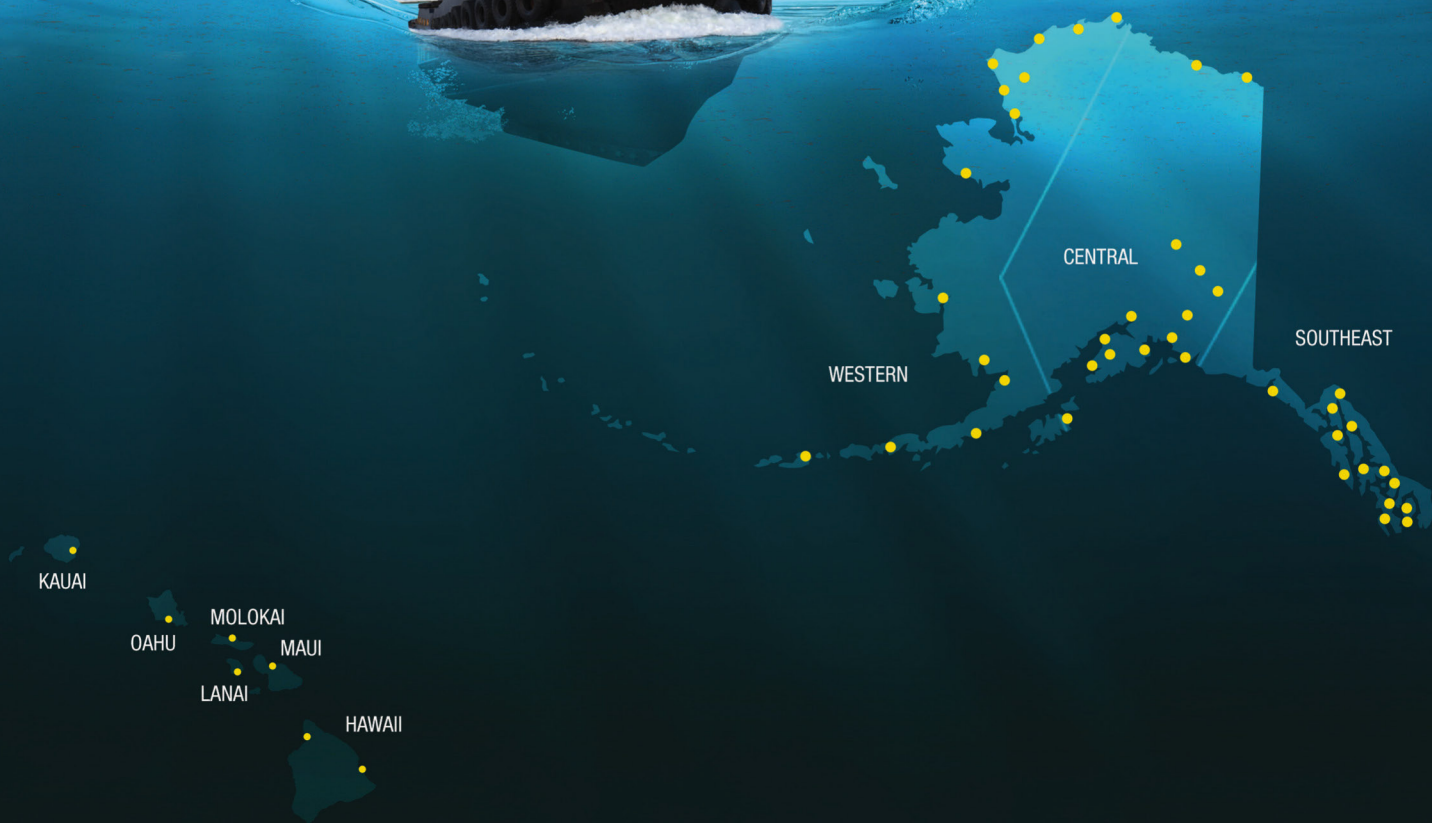 CENTRAL
SOUTHEAST
WESTERN
KAUAI
MOLOKAI
OAHU
MAUI
LANAI
HAWAII